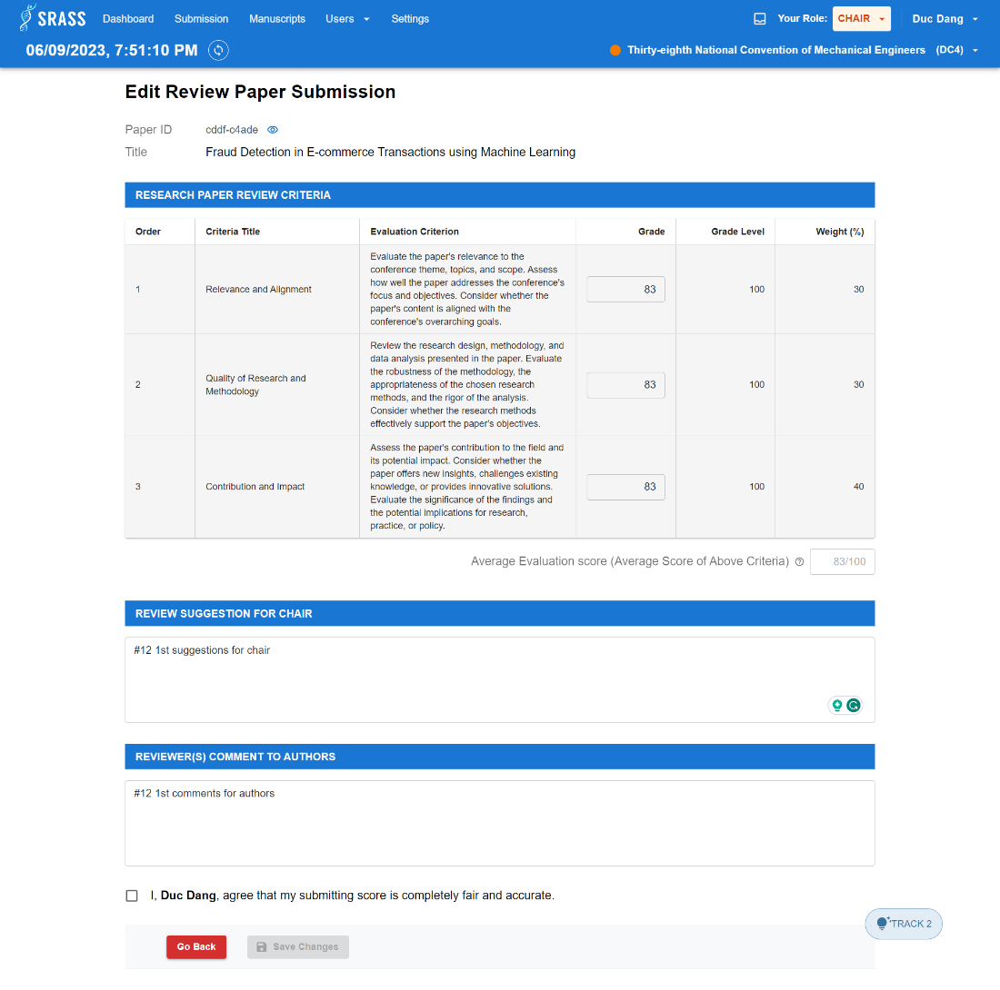 SRASS Dashboard Submission Manuscripts Users Settings Your Role: CHAIR Duc Dang
06/09/2023, 7:51:10 PM Thirty-eighth National Convention of Mechanical Engineers (DC4)
Edit Review Paper Submission
Paper ID cddf-c4ade
Title Fraud Detection in E-commerce Transactions using Machine Learning
RESEARCH PAPER REVIEW CRITERIA
Order Criteria Title Evaluation Criterion Grade Grade Level Weight (%)
1 Relevance and Alignment
Evaluate the paper's relevance to the
conference theme, topics, and scope. Assess
how well the paper addresses the conference's
focus and objectives. Consider whether the
paper's content is aligned with the
conference's overarching goals.
83 100 30
2 Quality of Research and
Methodology
Review the research design, methodology, and
data analysis presented in the paper. Evaluate
the robustness of the methodology, the
appropriateness of the chosen research
methods, and the rigor of the analysis.
Consider whether the research methods
effectively support the paper's objectives.
83 100 30
3 Contribution and Impact
Assess the paper's contribution to the field and
its potential impact. Consider whether the
paper offers new insights, challenges existing
knowledge, or provides innovative solutions.
Evaluate the significance of the findings and
the potential implications for research,
practice, or policy.
83 100 40
Average Evaluation score (Average Score of Above Criteria) 83/100
REVIEW SUGGESTION FOR CHAIR
#12 1st suggestions for chair
REVIEWER(S) COMMENT TO AUTHORS
#12 1st comments for authors
I, Duc Dang, agree that my submitting score is completely fair and accurate.
TRACK 2
Go Back Save Changes